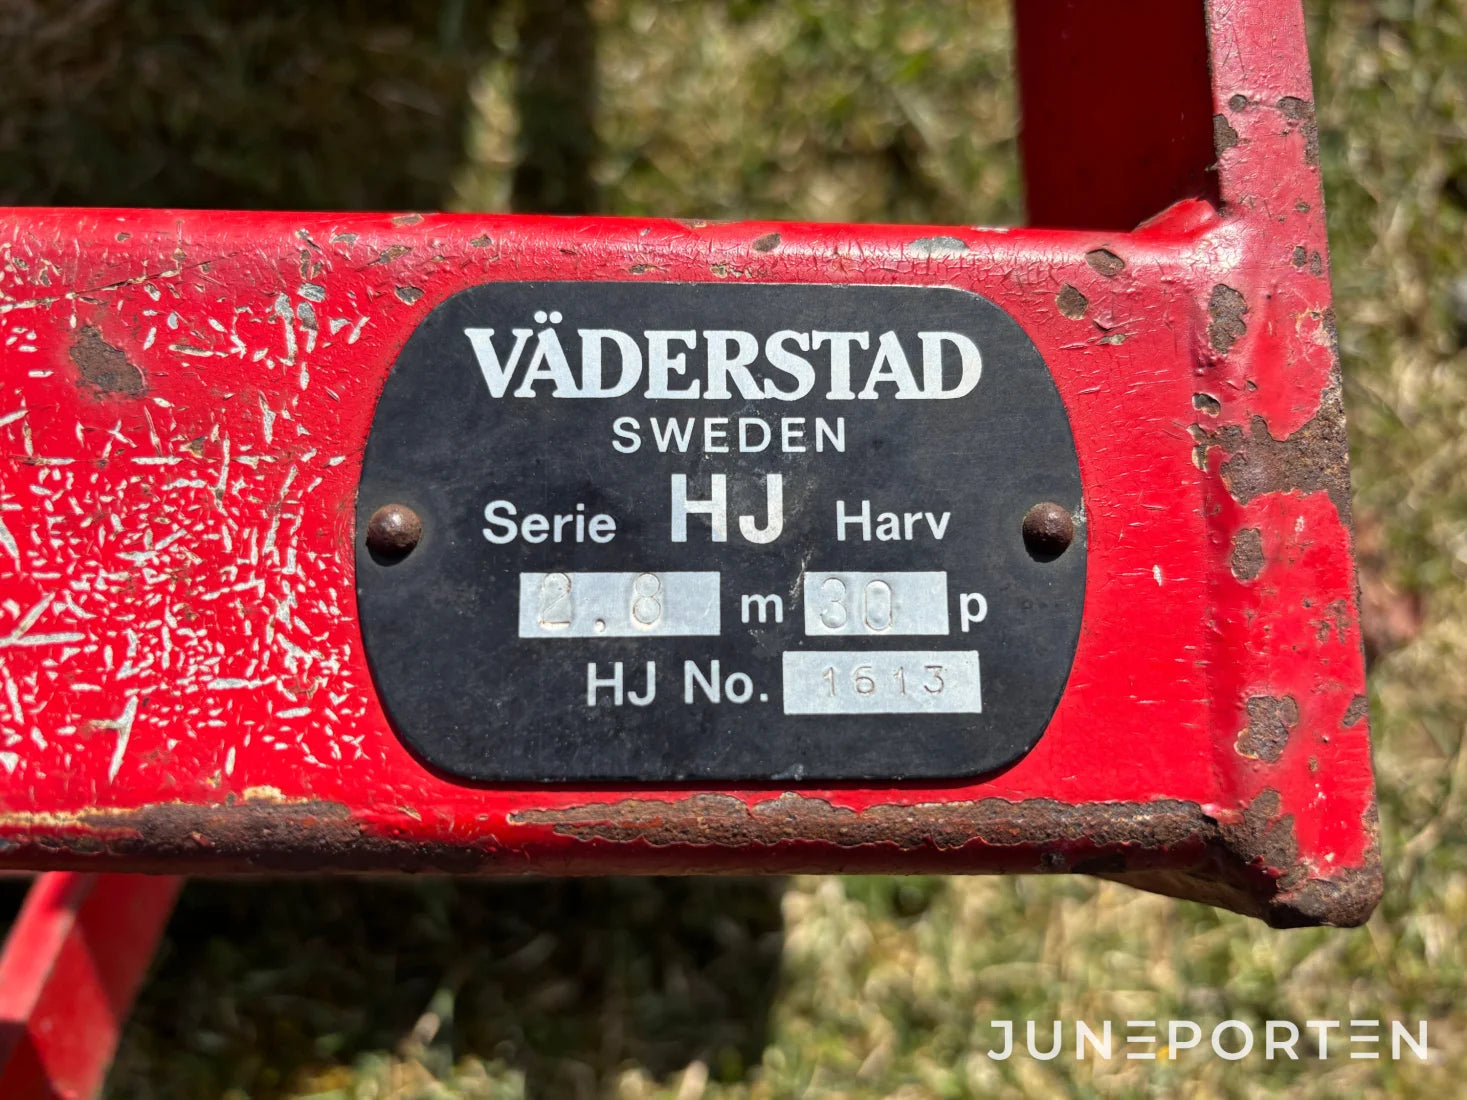 VÄDERSTAD
SWEDEN
Serie HJ Harv
2.8 m 30 p
HJ No. 1613
JUNEPORTEN